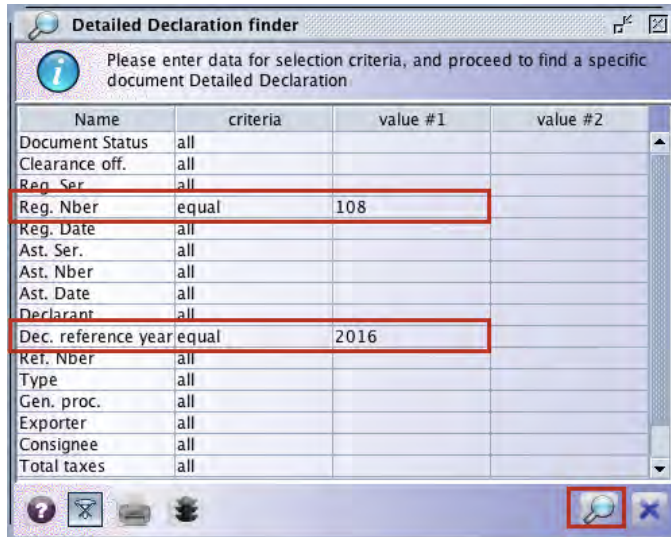 Detailed Declaration finder
Please enter data for selection criteria, and proceed to find a specific
document Detailed Declaration
Name criteria value #1 value #2
Document Status all
Clearance off. all
Reg. Ser. all
Reg. Nber equal 108
Reg. Date all
Ast. Ser. all
Ast. Nber all
Ast. Date all
Declarant all
Dec. reference year equal 2016
Ref. Nber all
Type all
Gen. proc. all
Exporter all
Consignee all
Total taxes all